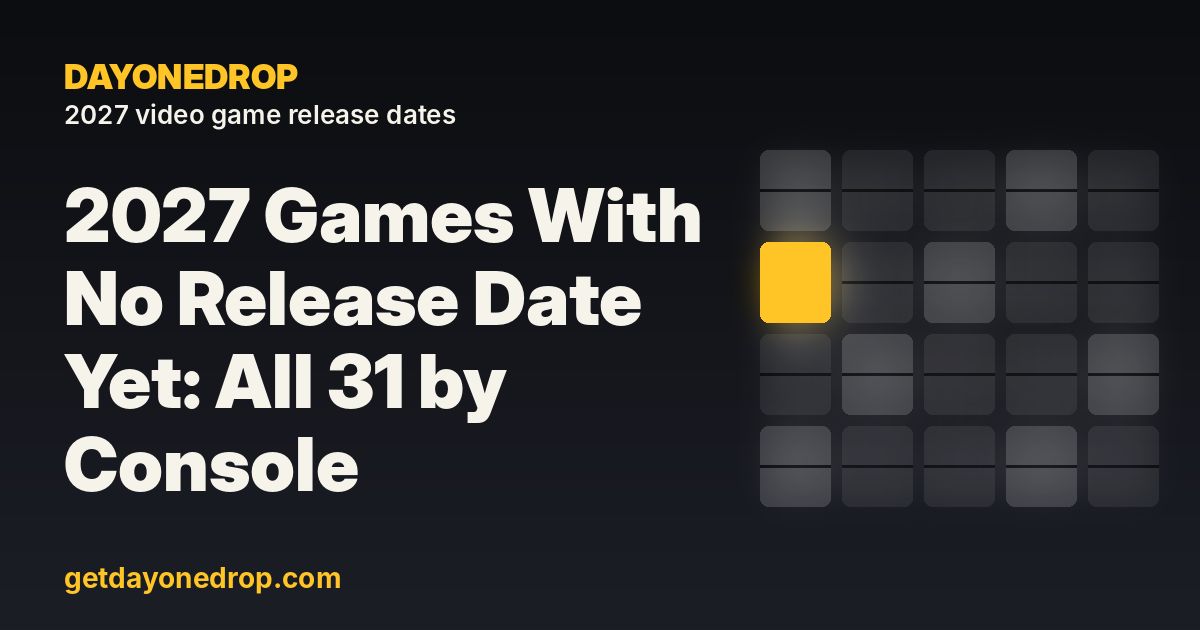 DAYONEDROP
2027 video game release dates
2027 Games With
No Release Date
Yet: All 31 by
Console
getdayonedrop.com